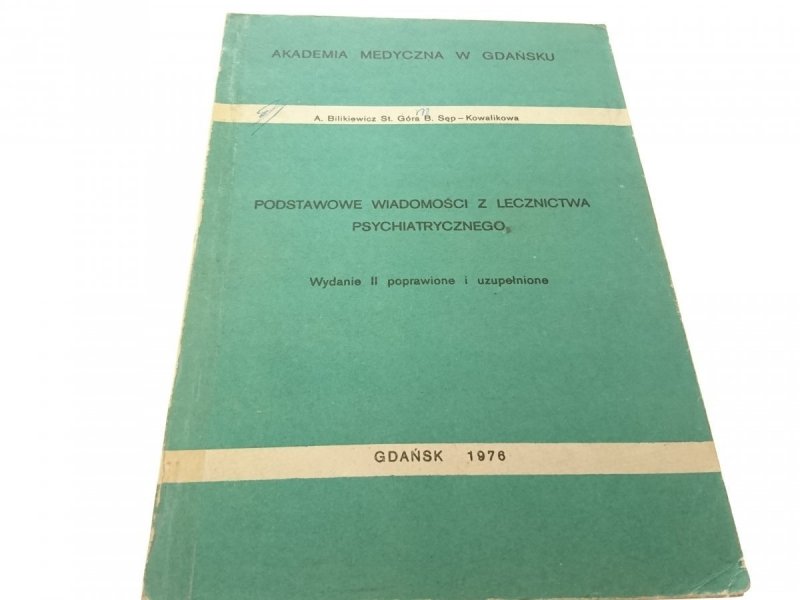 AKADEMIA MEDYCZNA W GDAŃSKU
A. Bilikiewicz St. Góra B. Sęp-Kowalikowa
PODSTAWOWE WIADOMOŚCI Z LECZNICTWA
PSYCHIATRYCZNEGO
Wydanie II poprawione i uzupełnione
GDAŃSK 1976